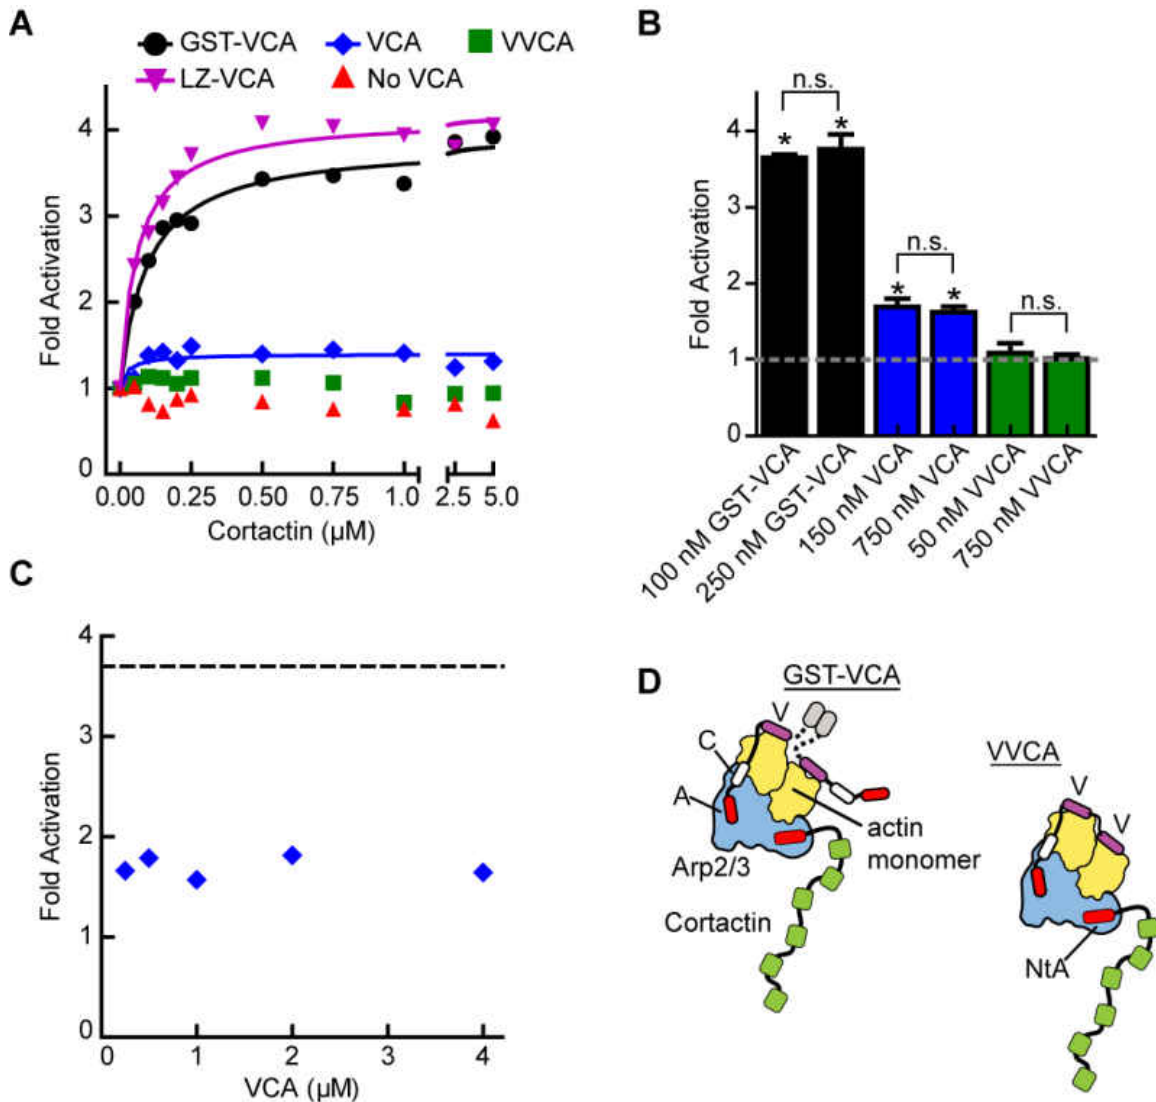 A
GST-VCA VCA VVCA
LZ-VCA No VCA
Fold Activation
4
3
2
1
0
0.00 0.25 0.50 0.75 1.0 2.5 5.0
Cortactin (µM)
B
n.s.
* *
n.s.
* *
n.s.
Fold Activation
4
3
2
1
0
100 nM GST-VCA
250 nM GST-VCA
150 nM VCA
750 nM VCA
50 nM VVCA
750 nM VVCA
C
Fold Activation
4
3
2
1
0
0 1 2 3 4
VCA (µM)
D
GST-VCA
V
C
A
actin
monomer
Arp2/3
Cortactin
VVCA
V
V
NtA